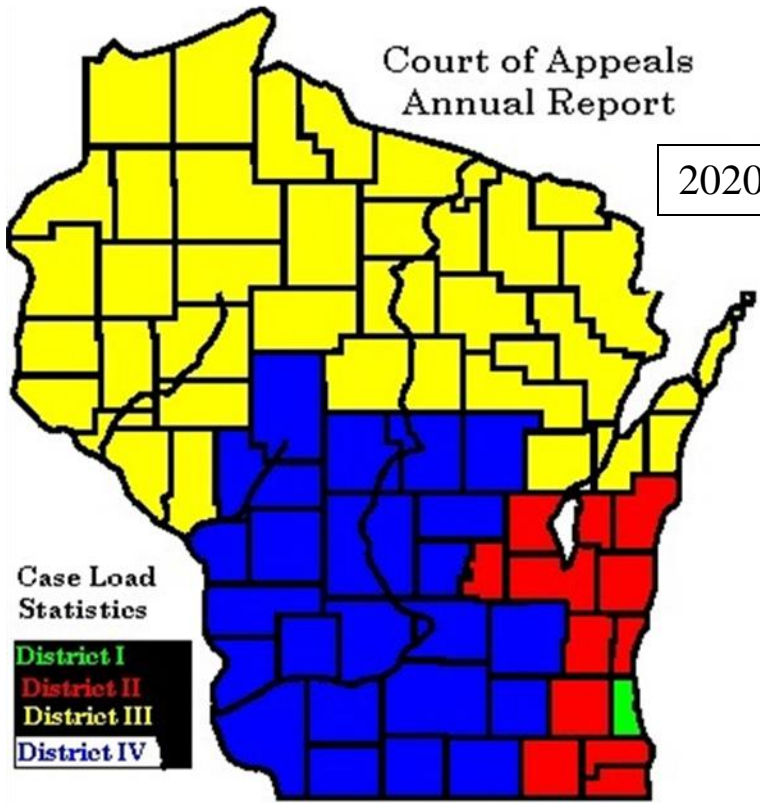 Court of Appeals
Annual Report
2020
Case Load
Statistics
District I
District II
District III
District IV